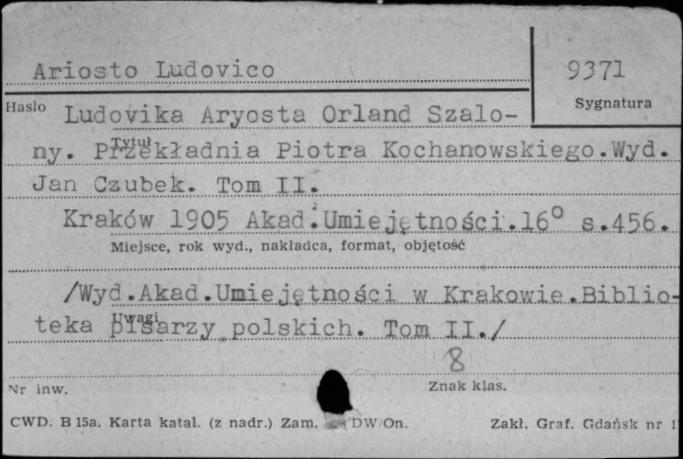 Ariosto Ludovico
9371
Hasło
Sygnatura
Ludovika Aryosta Orland Szalo-
Tytuł
ny. Przekładnia Piotra Kochanowskiego.Wyd.
Jan Czubek. Tom II.
Kraków 1905 Akad.Umiejętności.16° s.456.
Miejsce, rok wyd., nakładca, format, objętość
/Wyd.Akad.Umiejętności w Krakowie.Biblio-
Uwagi
teka pisarzy polskich. Tom II./
8
Nr inw.
Znak klas.
CWD. B 15a. Karta katal. (z nadr.) Zam. DW/On.
Zakł. Graf. Gdańsk nr 1